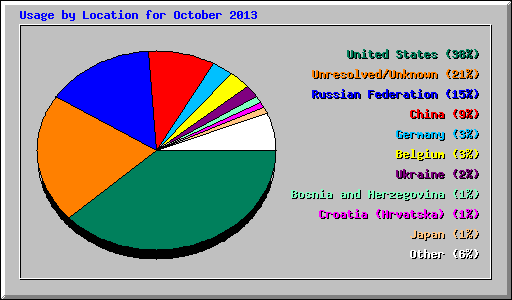 Usage by Location for October 2013
United States (38%)
Unresolved/Unknown (21%)
Russian Federation (15%)
China (9%)
Germany (3%)
Belgium (3%)
Ukraine (2%)
Bosnia and Herzegovina (1%)
Croatia (Hrvatska) (1%)
Japan (1%)
Other (6%)